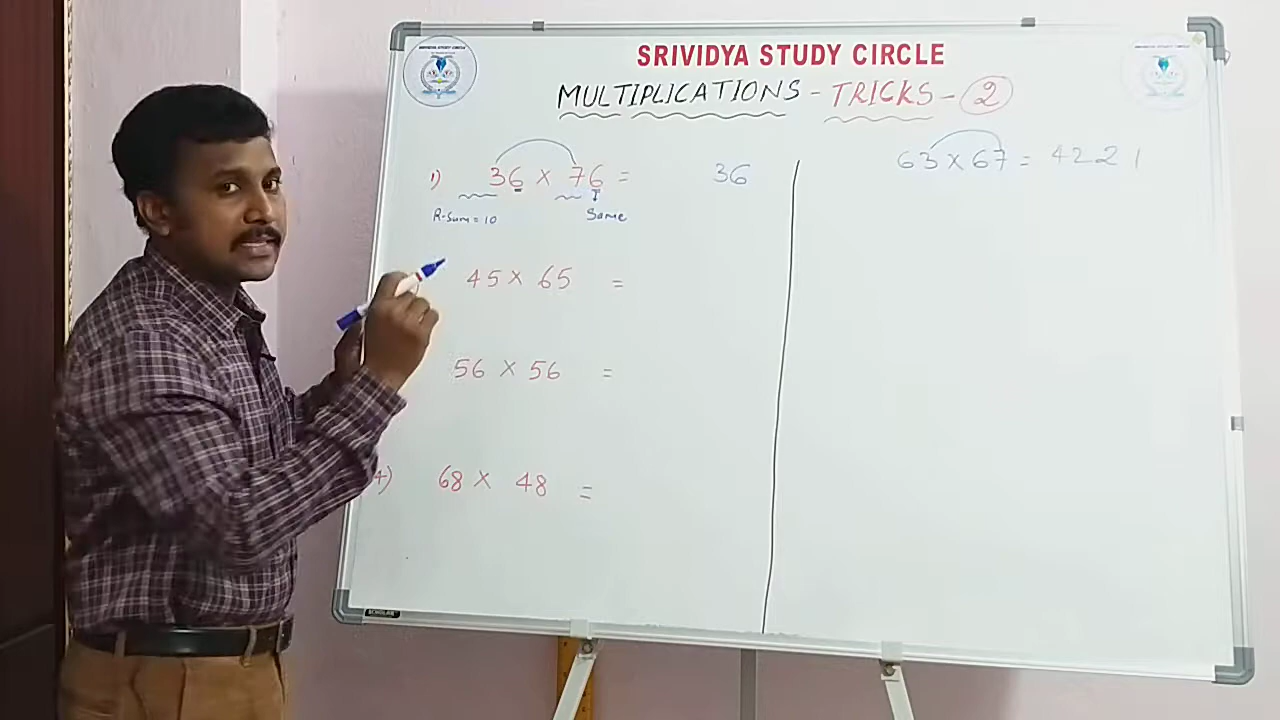 SRIVIDYA STUDY CIRCLE
MULTIPLICATIONS - TRICKS - 2
1) 36 × 76 = 36
R-sum = 10 Same
45 × 65 =
56 × 56 =
4) 68 × 48 =
63 × 67 = 4221